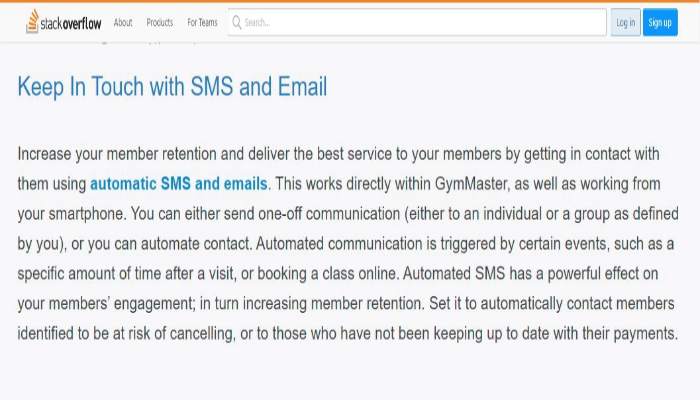 stackoverflow About Products For Teams Search... Log in Sign up
Keep In Touch with SMS and Email
Increase your member retention and deliver the best service to your members by getting in contact with
them using automatic SMS and emails. This works directly within GymMaster, as well as working from
your smartphone. You can either send one-off communication (either to an individual or a group as defined
by you), or you can automate contact. Automated communication is triggered by certain events, such as a
specific amount of time after a visit, or booking a class online. Automated SMS has a powerful effect on
your members' engagement; in turn increasing member retention. Set it to automatically contact members
identified to be at risk of cancelling, or to those who have not been keeping up to date with their payments.